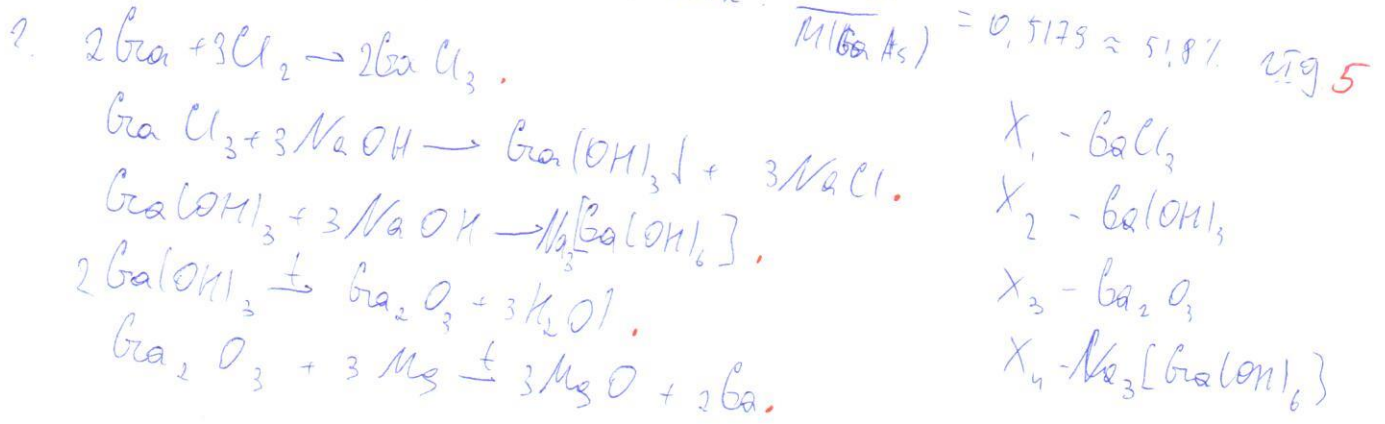 M(GaAs) = 0,5179 ≈ 51,8% 5
2. 2Ga + 3Cl₂ → 2GaCl₃.
GaCl₃ + 3NaOH → Ga(OH)₃↓ + 3NaCl.
Ga(OH)₃ + 3NaOH → Na₃[Ga(OH)₆].
2Ga(OH)₃ t→ Ga₂O₃ + 3H₂O↑.
Ga₂O₃ + 3Mg t→ 3MgO + 2Ga.
X₁ - GaCl₃
X₂ - Ga(OH)₃
X₃ - Ga₂O₃
X₄ - Na₃[Ga(OH)₆]